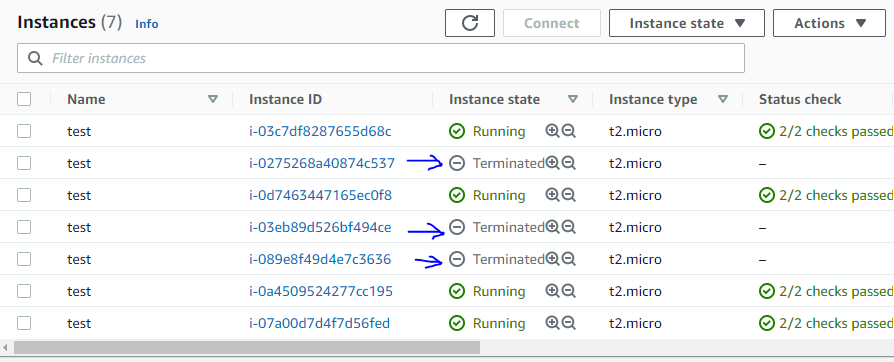 Instances (7) Info Connect Instance state Actions
Filter instances
Name Instance ID Instance state Instance type Status check
test i-03c7df8287655d68c Running t2.micro 2/2 checks passed
test i-0275268a40874c537 Terminated t2.micro –
test i-0d7463447165ec0f8 Running t2.micro 2/2 checks passed
test i-03eb89d526bf494ce Terminated t2.micro –
test i-089e8f49d4e7c3636 Terminated t2.micro –
test i-0a4509524277cc195 Running t2.micro 2/2 checks passed
test i-07a00d7d4f7d56fed Running t2.micro 2/2 checks passed